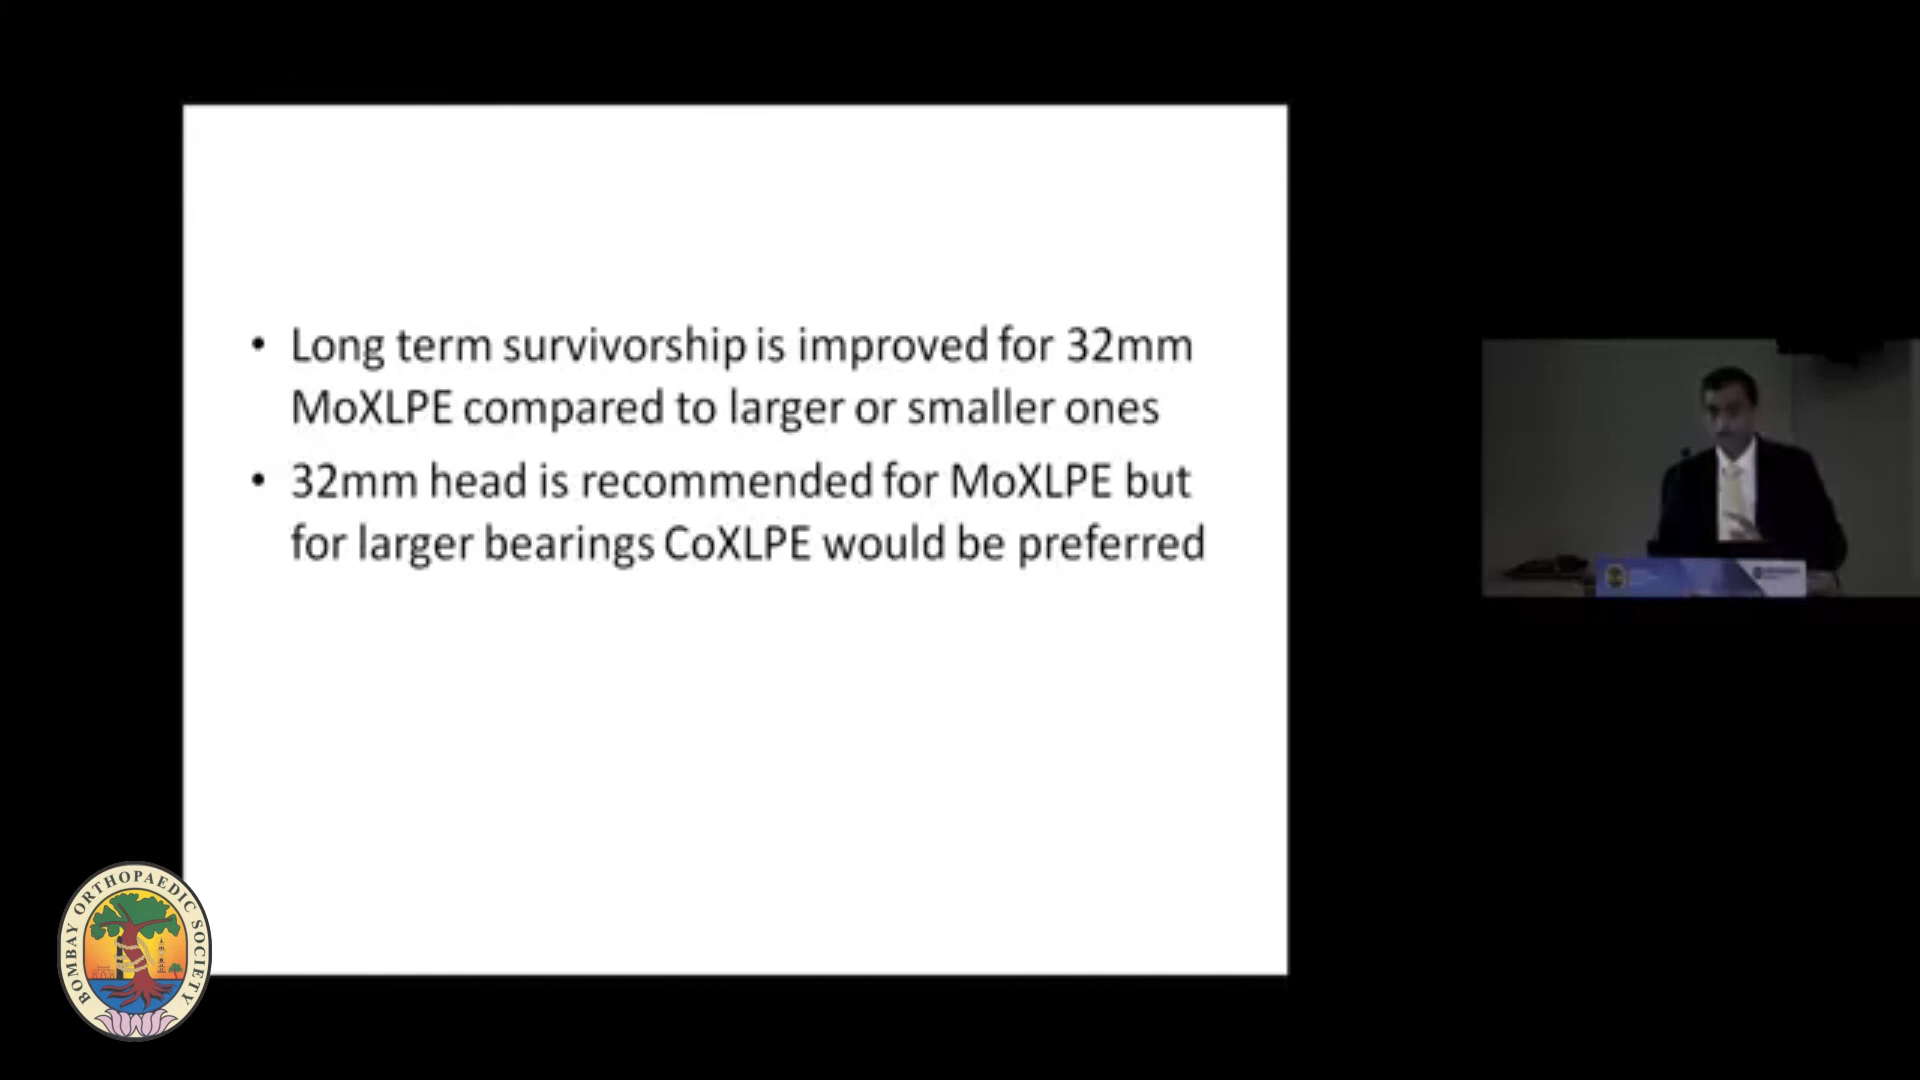 • Long term survivorship is improved for 32mm
MoXLPE compared to larger or smaller ones
• 32mm head is recommended for MoXLPE but
for larger bearings CoXLPE would be preferred
BOMBAY ORTHOPAEDIC SOCIETY